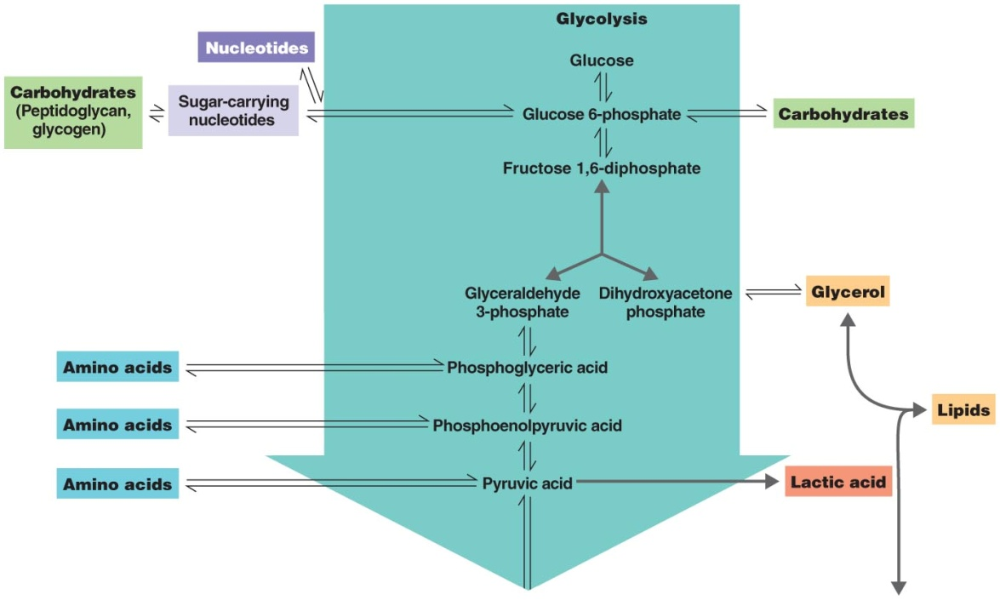 Glycolysis
Nucleotides
Glucose
Carbohydrates
(Peptidoglycan,
glycogen)
Sugar-carrying
nucleotides
Glucose 6-phosphate
Carbohydrates
Fructose 1,6-diphosphate
Glyceraldehyde
3-phosphate
Dihydroxyacetone
phosphate
Glycerol
Amino acids
Phosphoglyceric acid
Lipids
Amino acids
Phosphoenolpyruvic acid
Amino acids
Pyruvic acid
Lactic acid